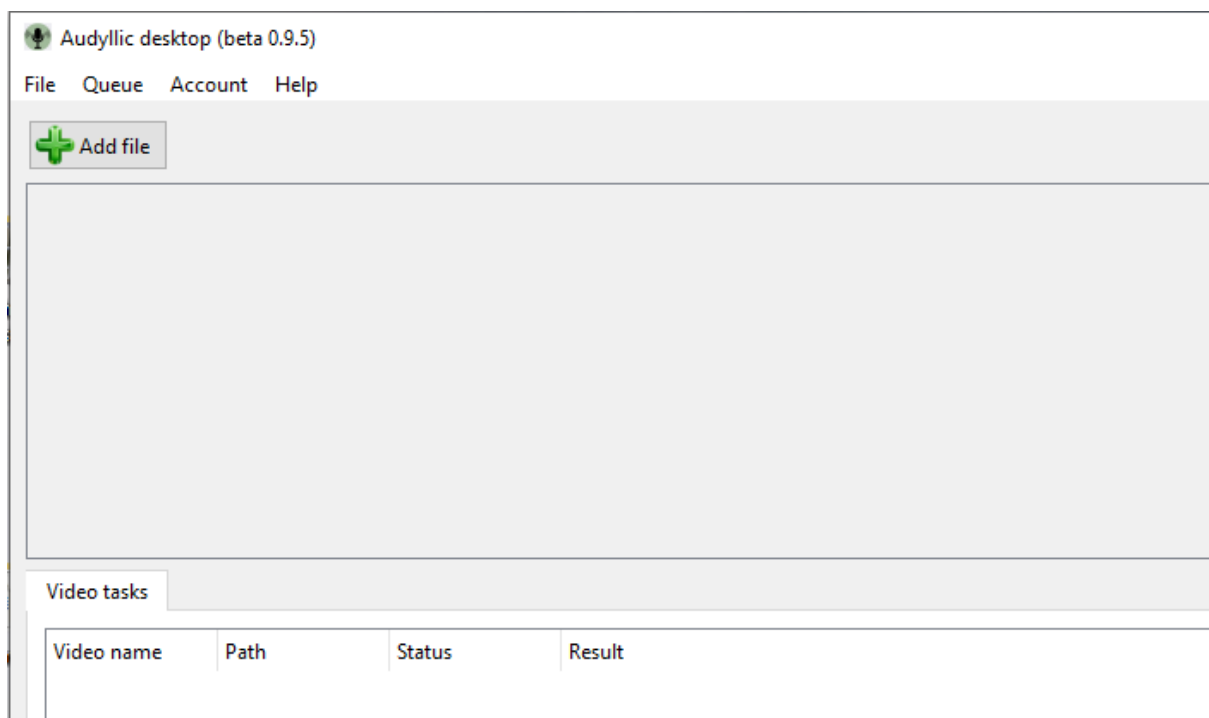 Audyllic desktop (beta 0.9.5)
File Queue Account Help
Add file
Video tasks
Video name Path Status Result